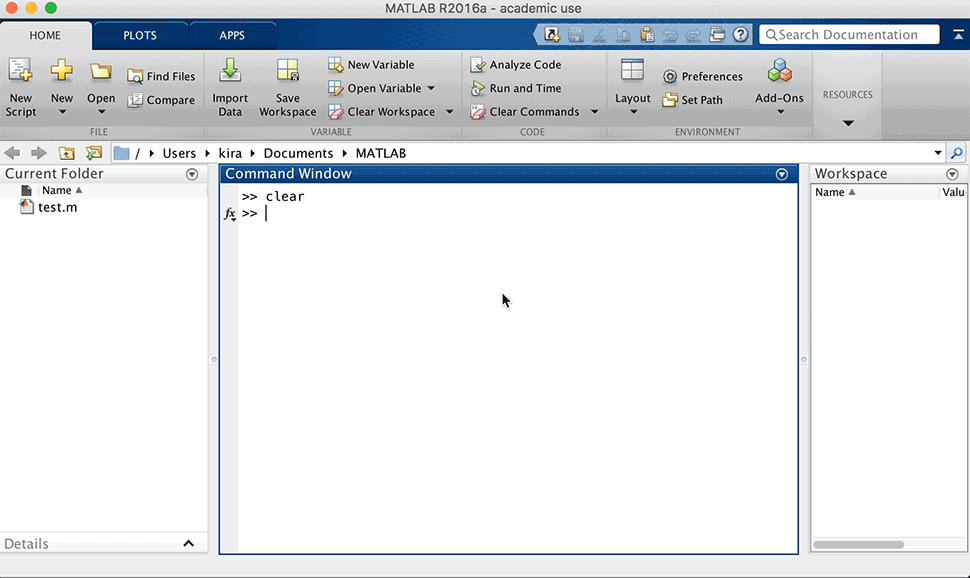 MATLAB R2016a - academic use
HOME PLOTS APPS
Search Documentation
New Script
New
Open
Find Files
Compare
FILE
Import Data
Save Workspace
New Variable
Open Variable
Clear Workspace
VARIABLE
Analyze Code
Run and Time
Clear Commands
CODE
Layout
Preferences
Set Path
Add-Ons
ENVIRONMENT
RESOURCES
/ Users kira Documents MATLAB
Current Folder
Name
test.m
Details
Command Window
>> clear
fx >>
Workspace
Name Valu